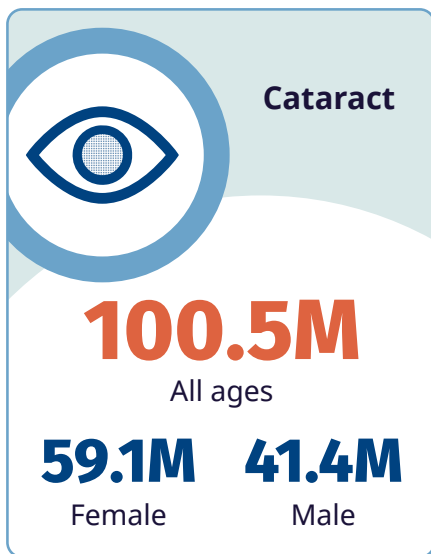 Cataract
100.5M
All ages
59.1M 41.4M
Female Male